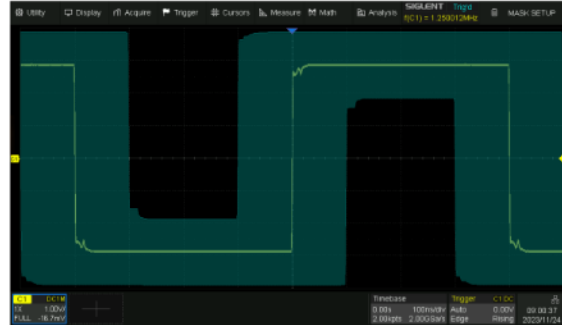 Utility Display Acquire Trigger Cursors Measure Math Analysis SIGLENT Trig'd
f(C1) = 1.250012MHz MASK SETUP
C1
C1 DC1M
1X 1.00V/
FULL -16.7mV
Timebase
0.00s 100ns/div
2.00kpts 2.00GSa/s
Trigger C1 DC
Auto 0.00V
Edge Rising
09:00:37
2023/11/24